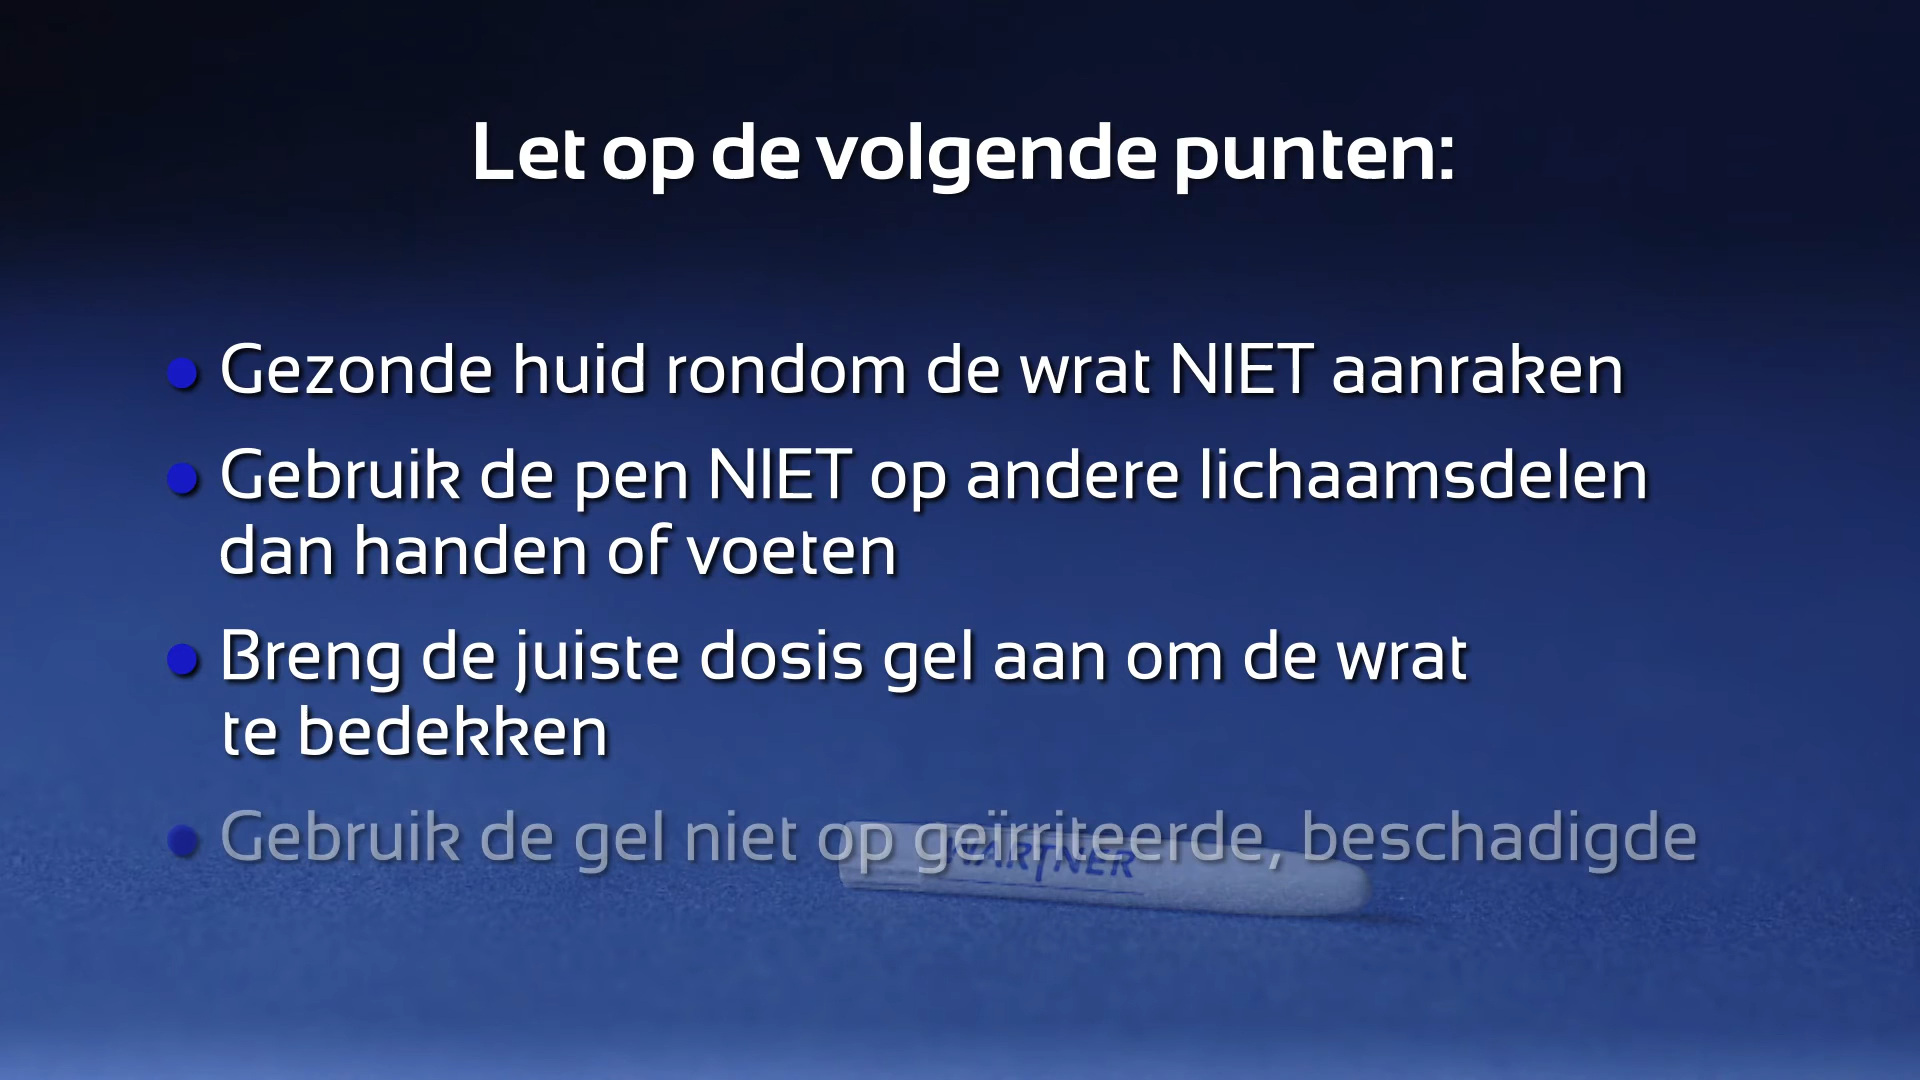 Let op de volgende punten:
Gezonde huid rondom de wrat NIET aanraken
Gebruik de pen NIET op andere lichaamsdelen
dan handen of voeten
Breng de juiste dosis gel aan om de wrat
te bedekken
Gebruik de gel niet op geïrriteerde, beschadigde
WARTNER